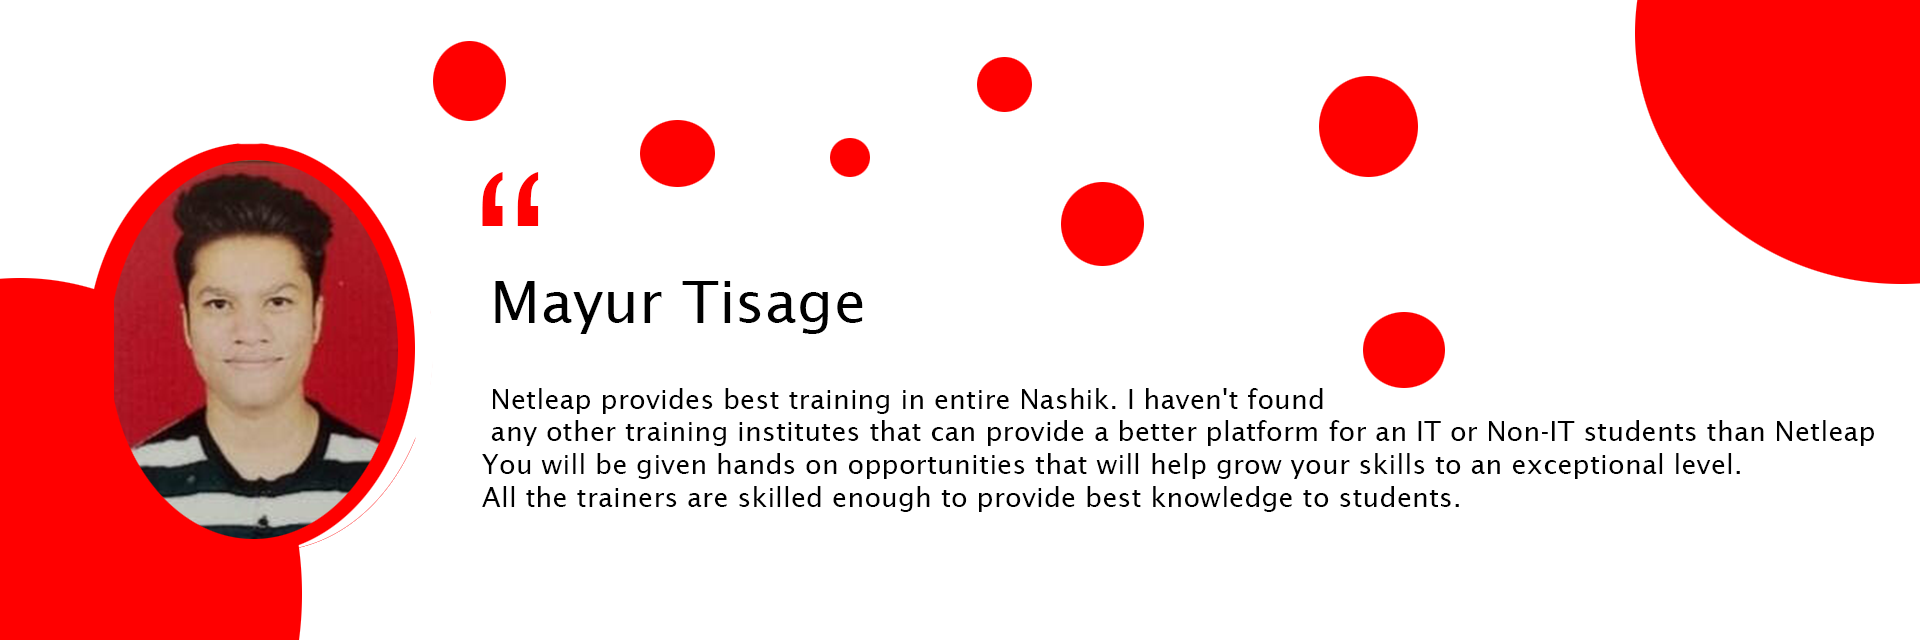 “
Mayur Tisage
Netleap provides best training in entire Nashik. I haven't found
any other training institutes that can provide a better platform for an IT or Non-IT students than Netleap
You will be given hands on opportunities that will help grow your skills to an exceptional level.
All the trainers are skilled enough to provide best knowledge to students.